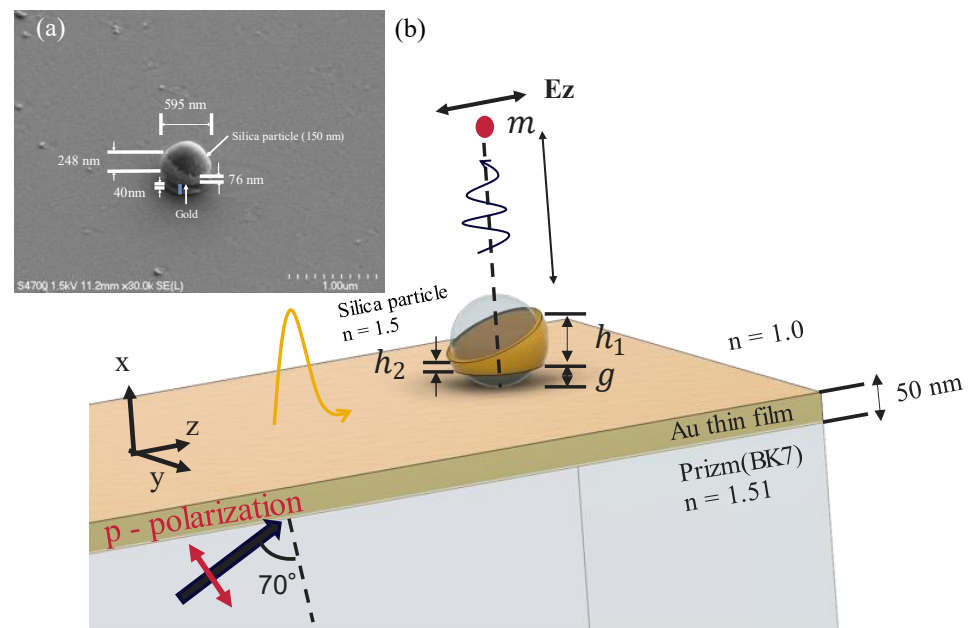 (a)
595 nm
Silica particle (150 nm)
248 nm
76 nm
40nm
Gold
S4700 1.5kV 11.2mm x30.0k SE(L)
1.00um
(b)
Ez
m
Silica particle
n = 1.5
h₁
h₂
g
n = 1.0
50 nm
Au thin film
Prizm(BK7)
n = 1.51
x
z
y
p - polarization
70°